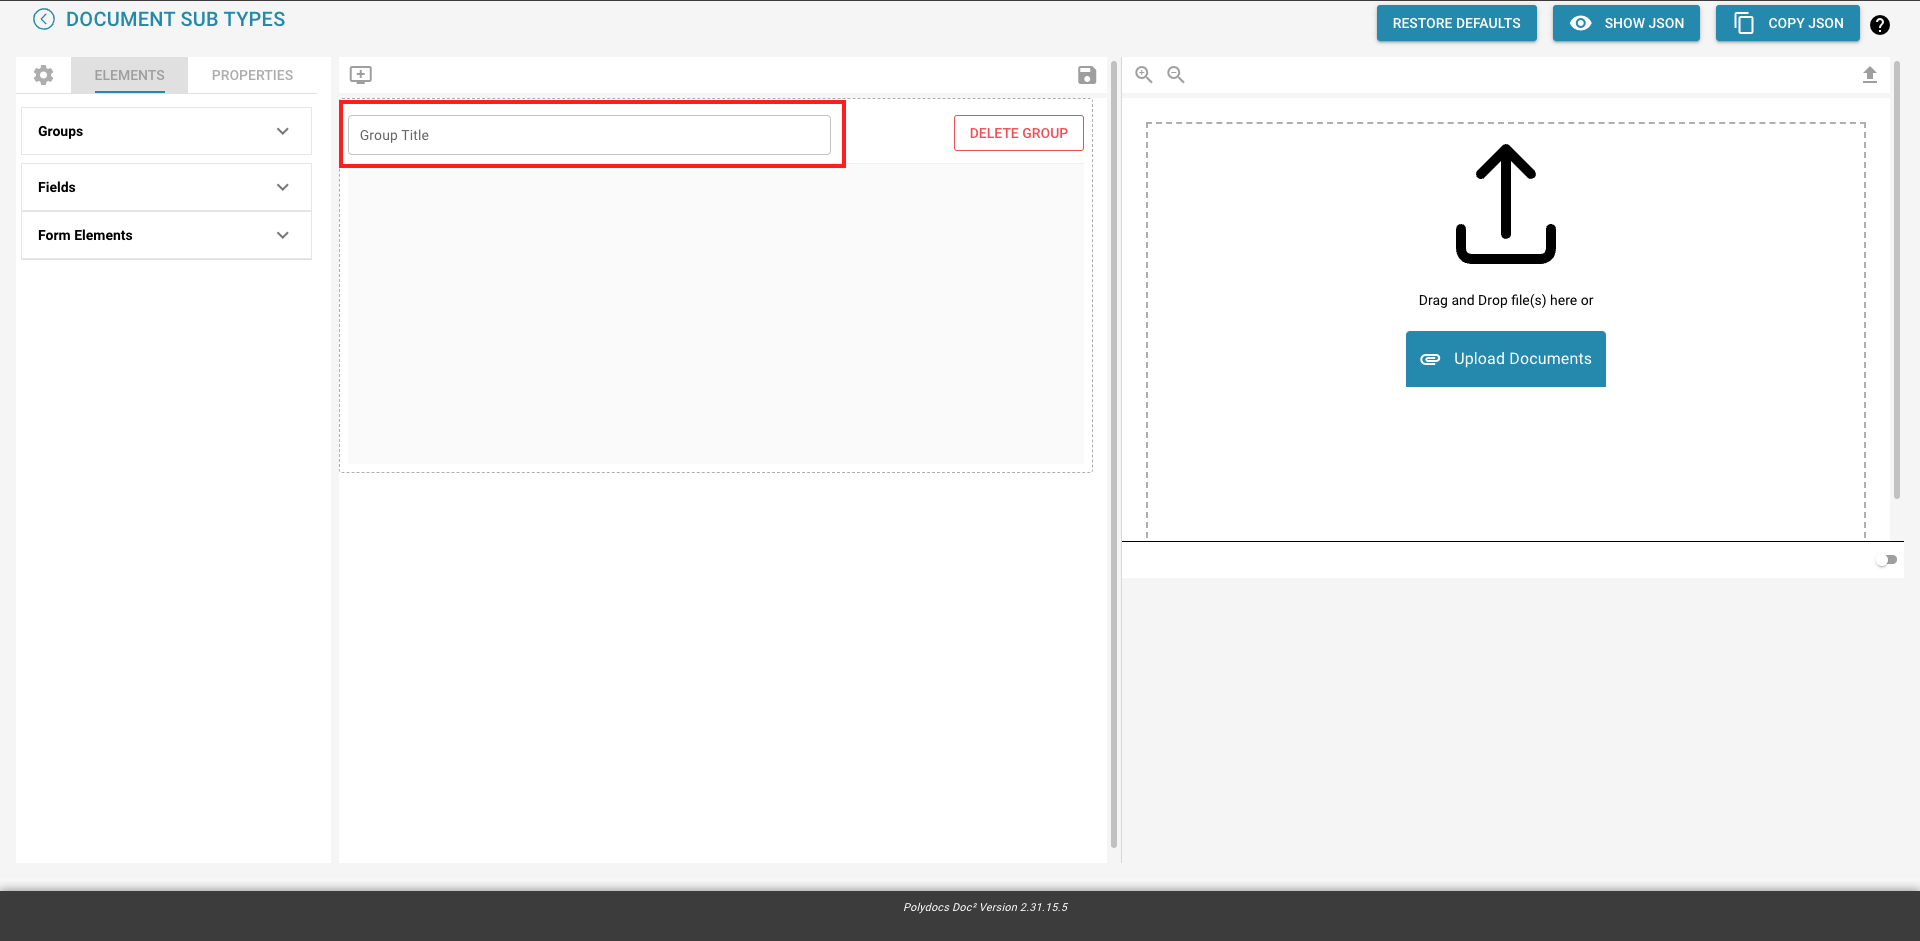 DOCUMENT SUB TYPES
RESTORE DEFAULTS
SHOW JSON
COPY JSON
?
ELEMENTS
PROPERTIES
Groups
Fields
Form Elements
Group Title
DELETE GROUP
Drag and Drop file(s) here or
Upload Documents
Polydocs Doc² Version 2.31.15.5